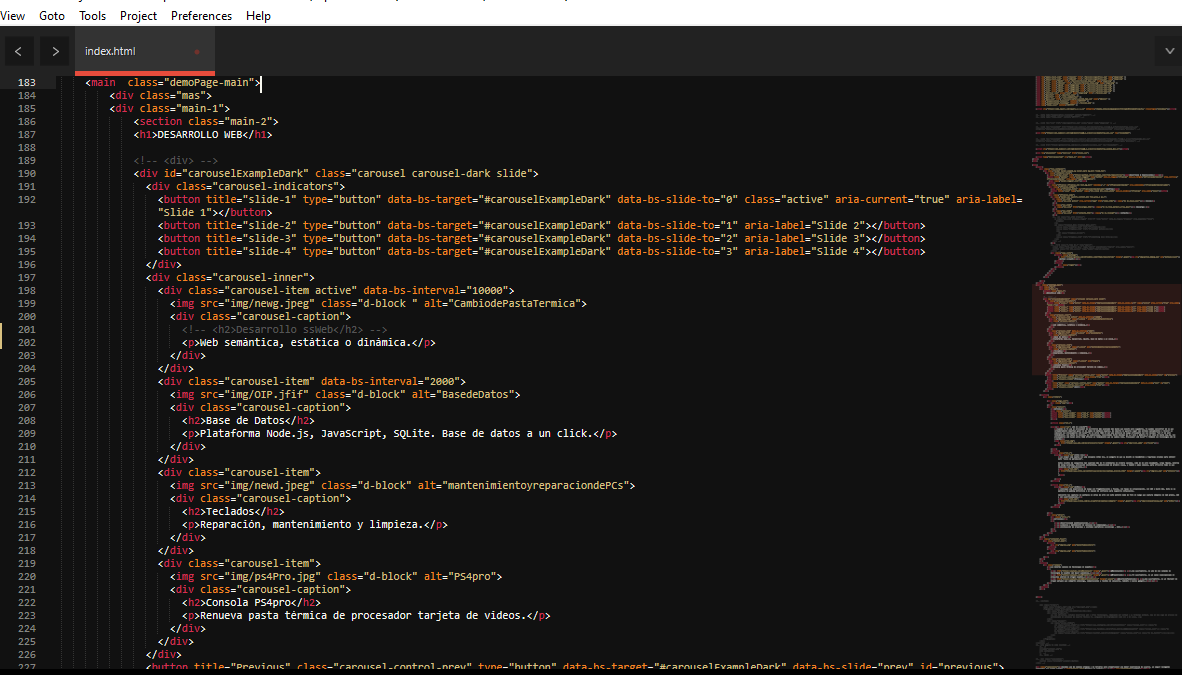 View Goto Tools Project Preferences Help
index.html
183 <main  class="demoPage-main">
184 <div class="mas">
185 <div class="main-1">
186 <section class="main-2">
187 <h1>DESARROLLO WEB</h1>
188
189 <!-- <div> -->
190 <div id="carouselExampleDark" class="carousel carousel-dark slide">
191 <div class="carousel-indicators">
192 <button title="slide-1" type="button" data-bs-target="#carouselExampleDark" data-bs-slide-to="0" class="active" aria-current="true" aria-label=
"Slide 1"></button>
193 <button title="slide-2" type="button" data-bs-target="#carouselExampleDark" data-bs-slide-to="1" aria-label="Slide 2"></button>
194 <button title="slide-3" type="button" data-bs-target="#carouselExampleDark" data-bs-slide-to="2" aria-label="Slide 3"></button>
195 <button title="slide-4" type="button" data-bs-target="#carouselExampleDark" data-bs-slide-to="3" aria-label="Slide 4"></button>
196 </div>
197 <div class="carousel-inner">
198 <div class="carousel-item active" data-bs-interval="10000">
199 <img src="img/newg.jpeg" class="d-block " alt="CambiodePastaTermica">
200 <div class="carousel-caption">
201 <!-- <h2>Desarrollo ssWeb</h2> -->
202 <p>Web semántica, estática o dinámica.</p>
203 </div>
204 </div>
205 <div class="carousel-item" data-bs-interval="2000">
206 <img src="img/OIP.jfif" class="d-block" alt="BasedeDatos">
207 <div class="carousel-caption">
208 <h2>Base de Datos</h2>
209 <p>Plataforma Node.js, JavaScript, SQLite. Base de datos a un click.</p>
210 </div>
211 </div>
212 <div class="carousel-item">
213 <img src="img/newd.jpeg" class="d-block" alt="mantenimientoyreparaciondePCs">
214 <div class="carousel-caption">
215 <h2>Teclados</h2>
216 <p>Reparación, mantenimiento y limpieza.</p>
217 </div>
218 </div>
219 <div class="carousel-item">
220 <img src="img/ps4Pro.jpg" class="d-block" alt="PS4pro">
221 <div class="carousel-caption">
222 <h2>Consola PS4pro</h2>
223 <p>Renueva pasta térmica de procesador tarjeta de videos.</p>
224 </div>
225 </div>
226 </div>
227 <button title="Previous" class="carousel-control-prev" type="button" data-bs-target="#carouselExampleDark" data-bs-slide="prev" id="previous">